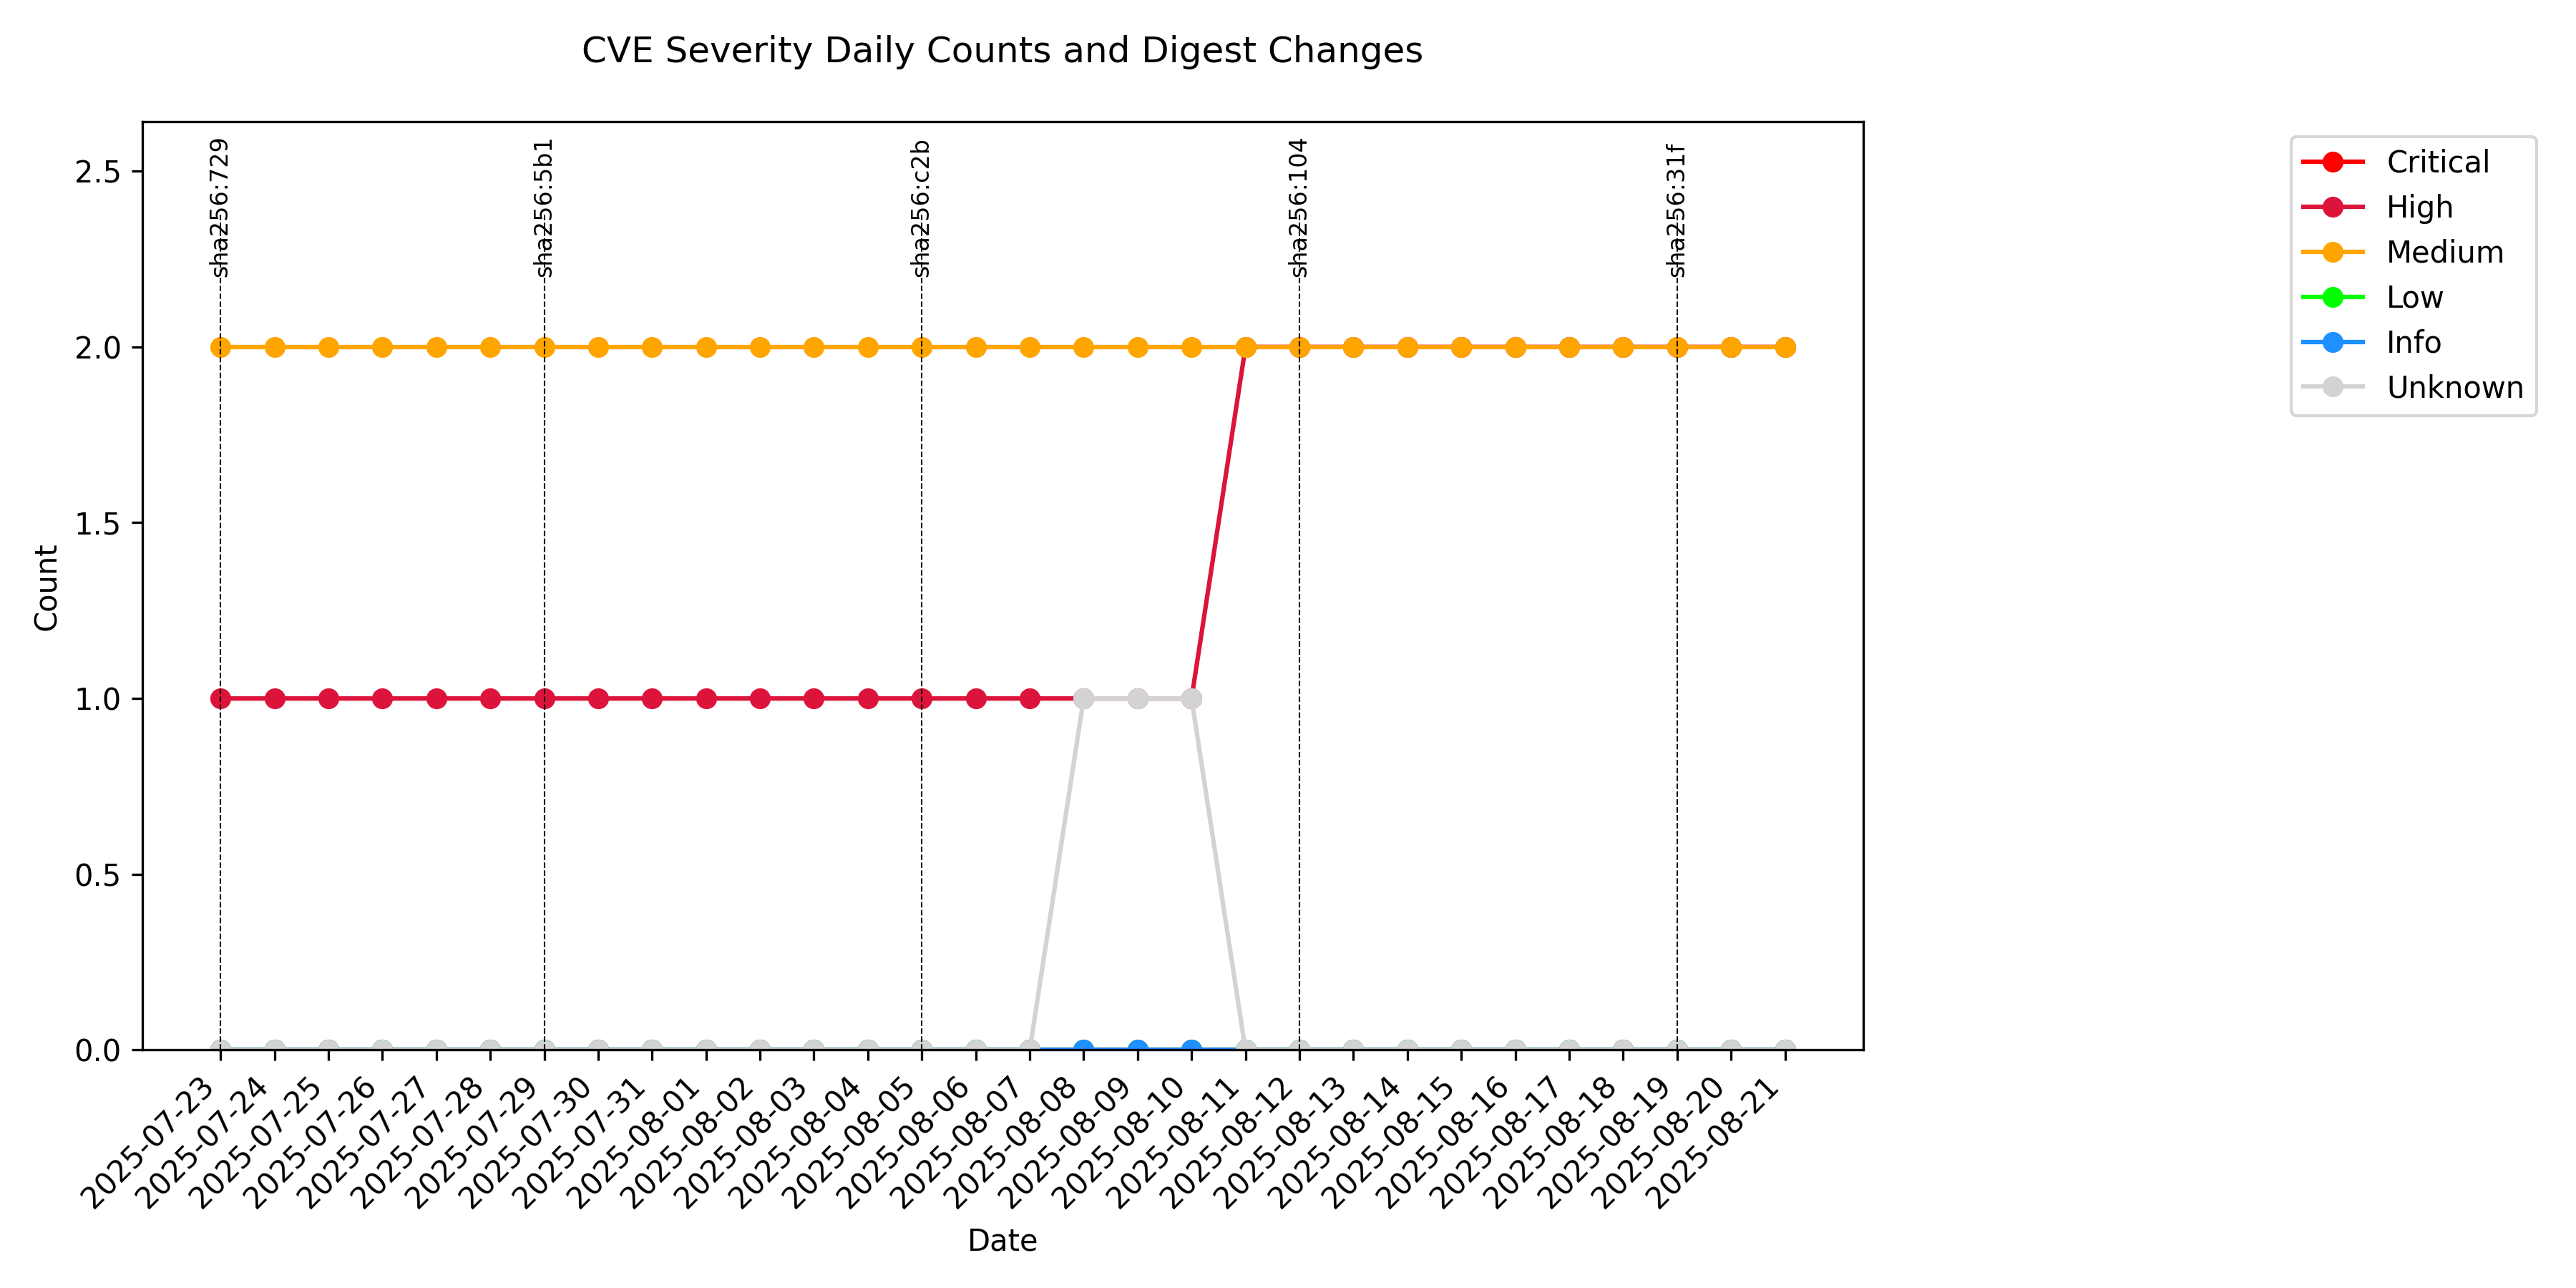 CVE Severity Daily Counts and Digest Changes
sha256:729
sha256:5b1
sha256:c2b
sha256:104
sha256:31f
Critical
High
Medium
Low
Info
Unknown
2.5
2.0
1.5
1.0
0.5
0.0
Count
2025-07-23
2025-07-24
2025-07-25
2025-07-26
2025-07-27
2025-07-28
2025-07-29
2025-07-30
2025-07-31
2025-08-01
2025-08-02
2025-08-03
2025-08-04
2025-08-05
2025-08-06
2025-08-07
2025-08-08
2025-08-09
2025-08-10
2025-08-11
2025-08-12
2025-08-13
2025-08-14
2025-08-15
2025-08-16
2025-08-17
2025-08-18
2025-08-19
2025-08-20
2025-08-21
Date